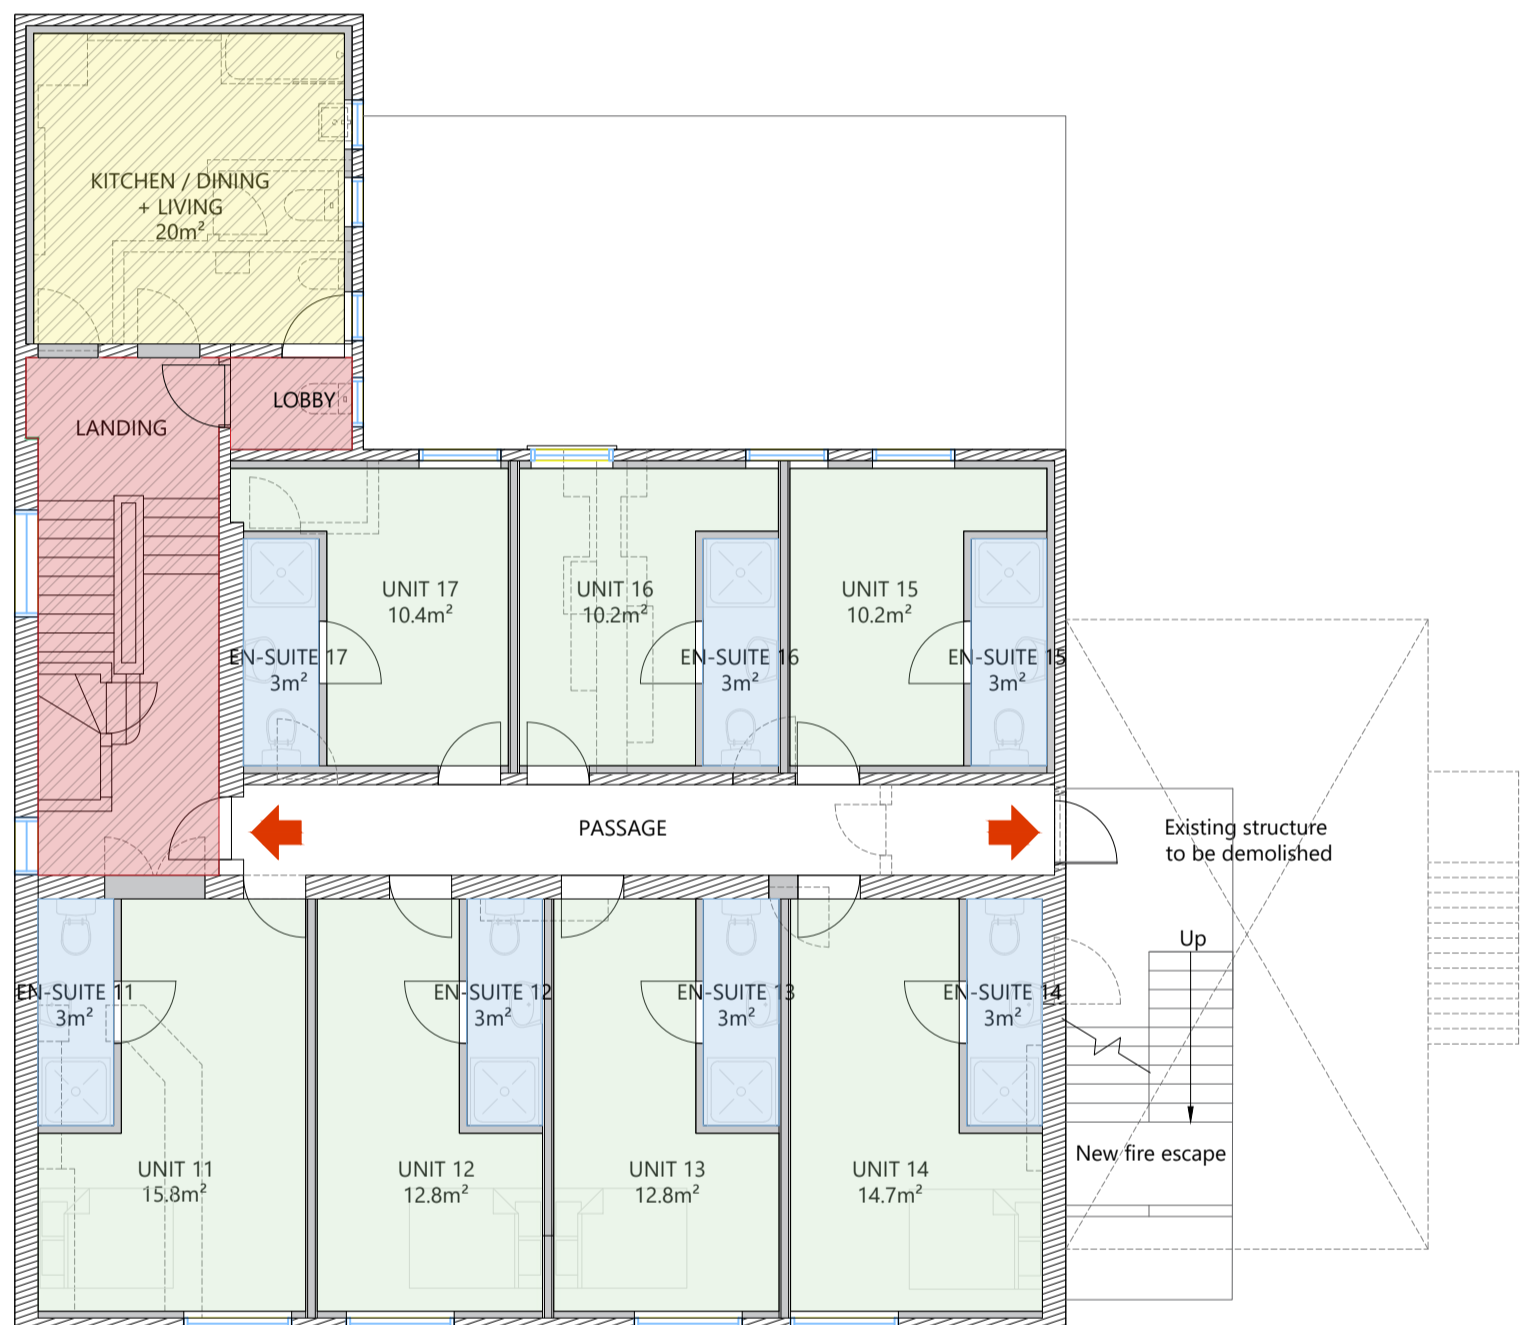 KITCHEN / DINING
+ LIVING
20m²
LOBBY
LANDING
UNIT 17
10.4m²
UNIT 16
10.2m²
UNIT 15
10.2m²
EN-SUITE 17
3m²
EN-SUITE 16
3m²
EN-SUITE 15
3m²
PASSAGE
Existing structure
to be demolished
Up
EN-SUITE 11
3m²
EN-SUITE 12
3m²
EN-SUITE 13
3m²
EN-SUITE 14
3m²
New fire escape
UNIT 11
15.8m²
UNIT 12
12.8m²
UNIT 13
12.8m²
UNIT 14
14.7m²